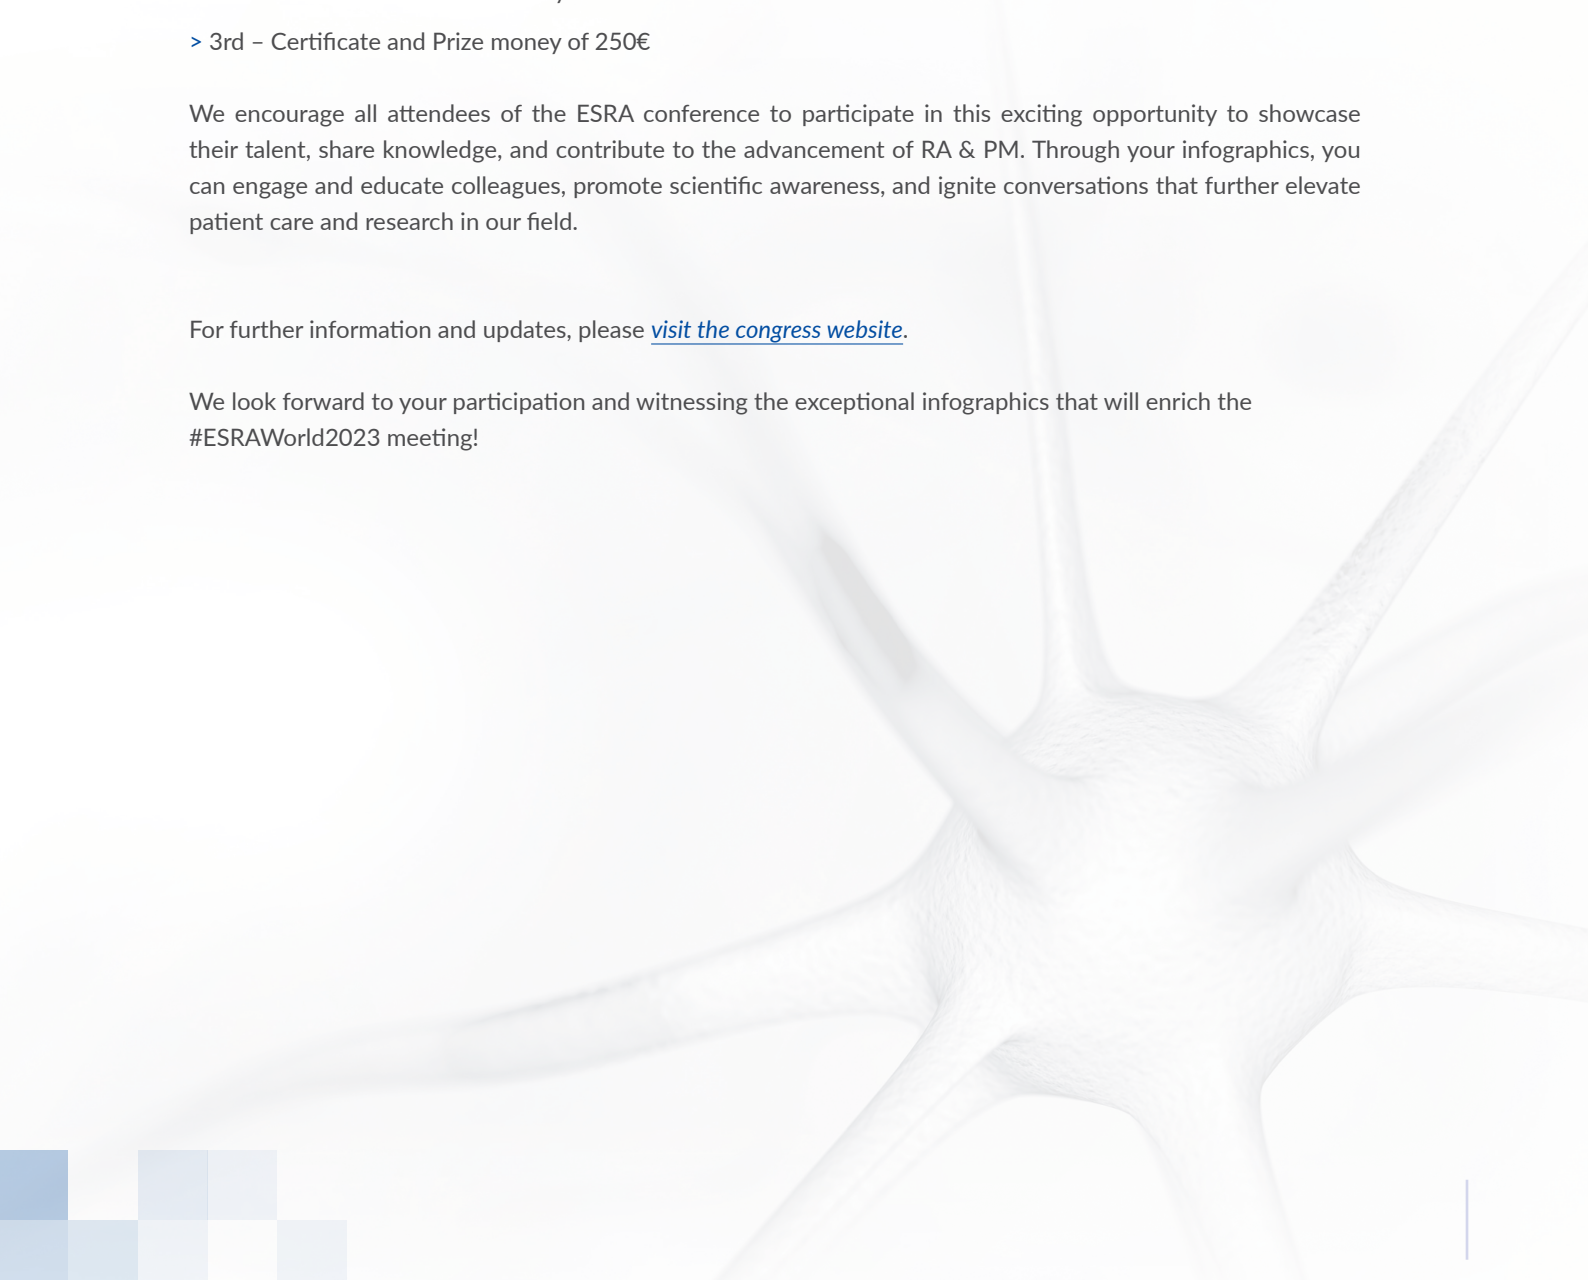 > 3rd – Certificate and Prize money of 250€
We encourage all attendees of the ESRA conference to participate in this exciting opportunity to showcase
their talent, share knowledge, and contribute to the advancement of RA & PM. Through your infographics, you
can engage and educate colleagues, promote scientific awareness, and ignite conversations that further elevate
patient care and research in our field.
For further information and updates, please visit the congress website.
We look forward to your participation and witnessing the exceptional infographics that will enrich the
#ESRAWorld2023 meeting!